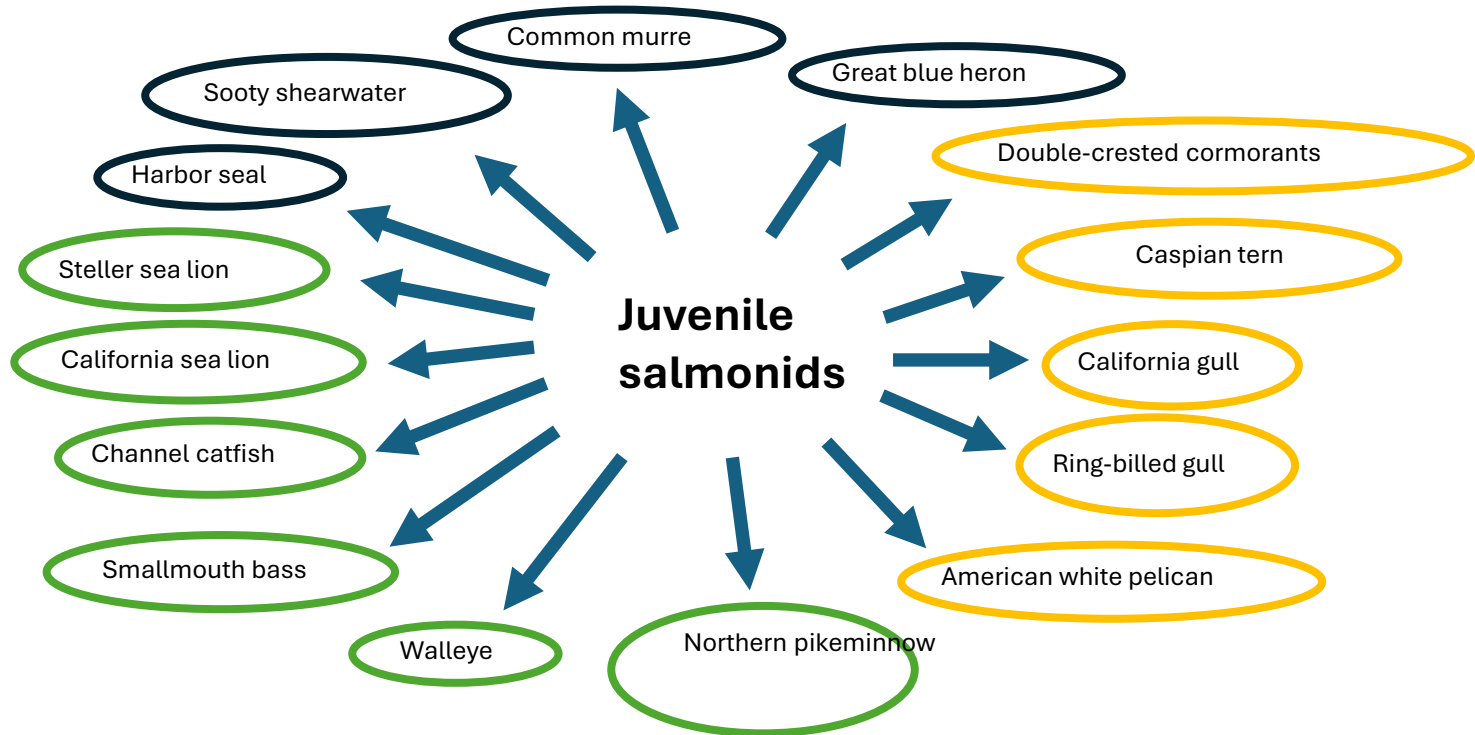 Common murre
Great blue heron
Sooty shearwater
Double-crested cormorants
Harbor seal
Caspian tern
Steller sea lion
Juvenile
salmonids
California sea lion
California gull
Channel catfish
Ring-billed gull
Smallmouth bass
American white pelican
Walleye
Northern pikeminnow